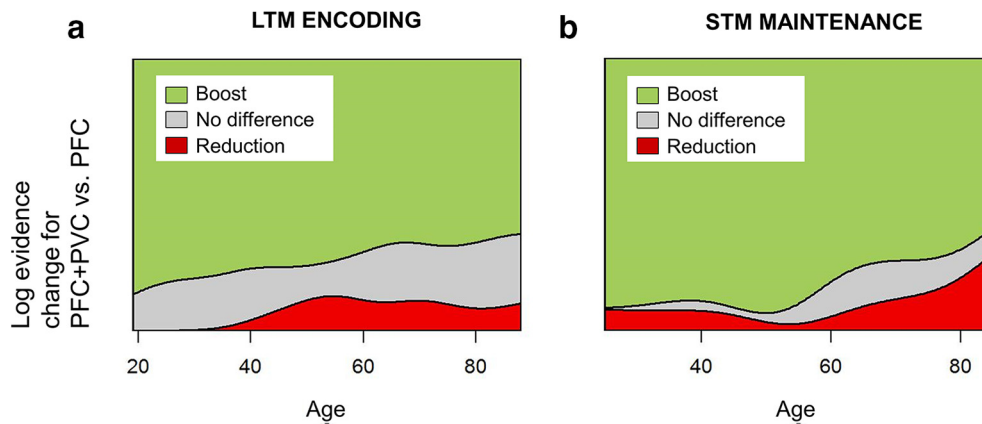 a
LTM ENCODING
b
STM MAINTENANCE
Log evidence
change for
PFC+PVC vs. PFC
Boost
No difference
Reduction
Boost
No difference
Reduction
20
40
60
80
40
60
80
Age
Age